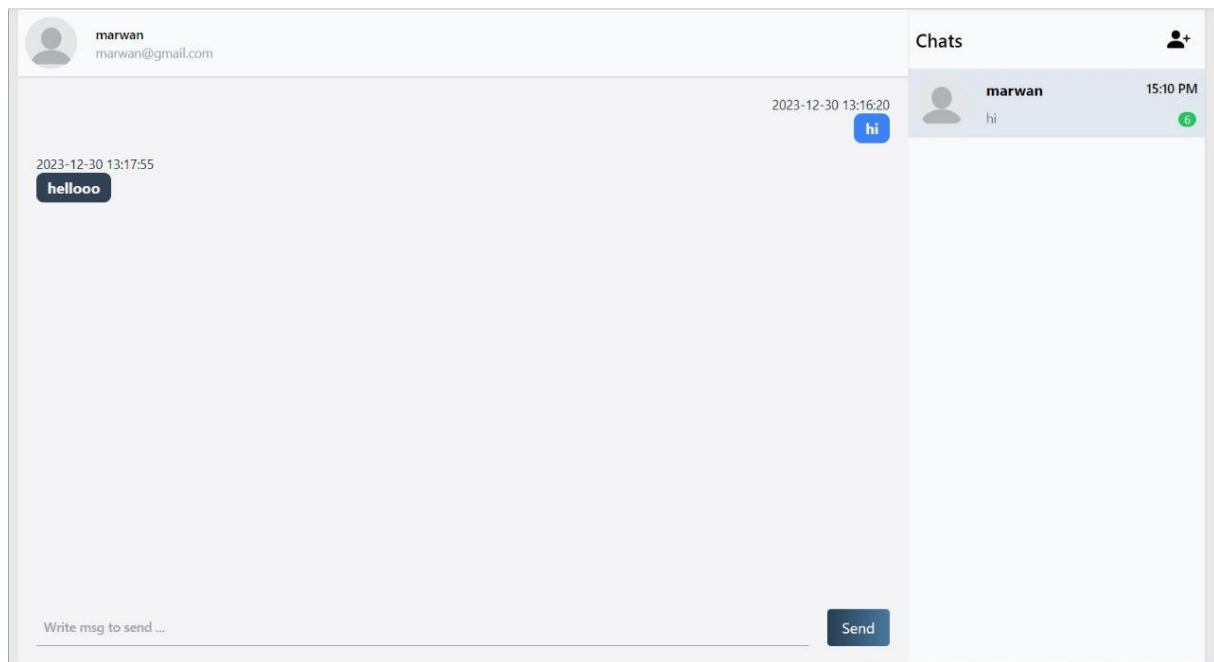 marwan
marwan@gmail.com
2023-12-30 13:16:20
hi
2023-12-30 13:17:55
hellooo
Write msg to send ...
Send
Chats
marwan
15:10 PM
hi
6